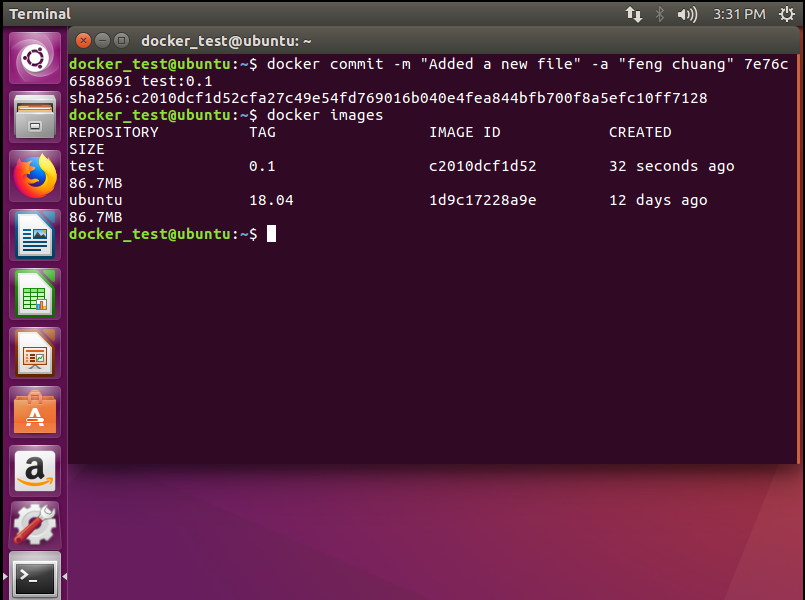 Terminal
3:31 PM
docker_test@ubuntu: ~
docker_test@ubuntu:~$ docker commit -m "Added a new file" -a "feng chuang" 7e76c
6588691 test:0.1
sha256:c2010dcf1d52cfa27c49e54fd769016b040e4fea844bfb700f8a5efc10ff7128
docker_test@ubuntu:~$ docker images
REPOSITORY TAG IMAGE ID CREATED
SIZE
test 0.1 c2010dcf1d52 32 seconds ago
86.7MB
ubuntu 18.04 1d9c17228a9e 12 days ago
86.7MB
docker_test@ubuntu:~$